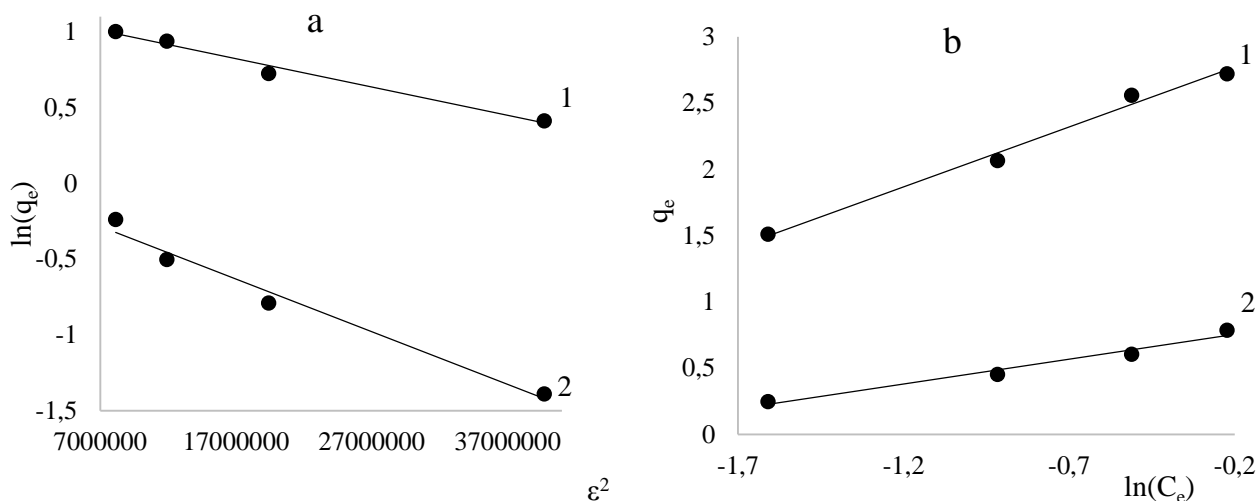 a
1
0,5
0
-0,5
-1
-1,5
ln(qₑ)
1
2
70000000 17000000 27000000 37000000
ε²
b
3
2,5
2
1,5
1
0,5
0
qₑ
1
2
-1,7 -1,2 -0,7 -0,2
ln(Cₑ)